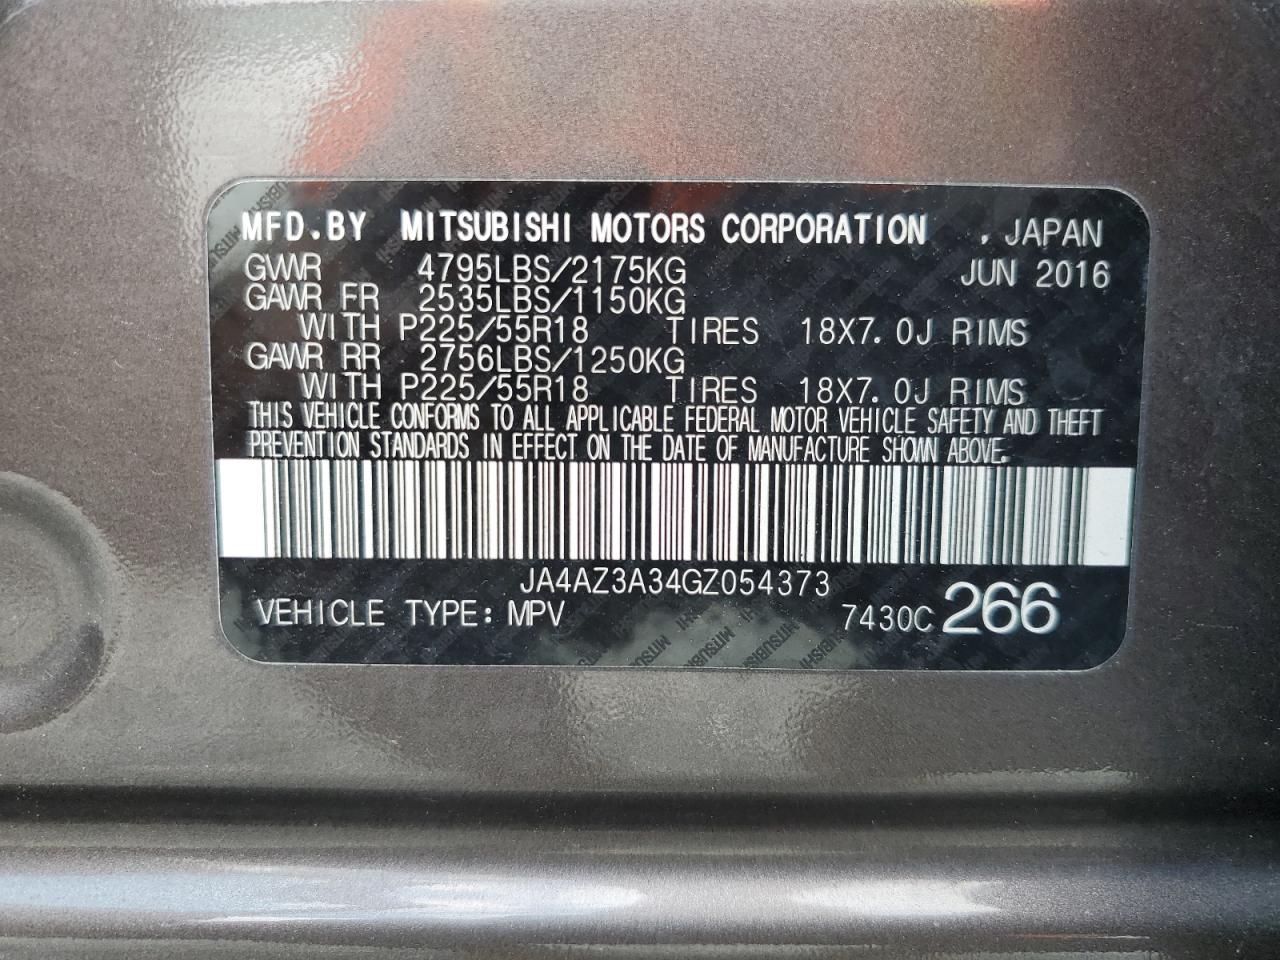 MFD.BY MITSUBISHI MOTORS CORPORATION , JAPAN
GVWR 4795LBS/2175KG JUN 2016
GAWR FR 2535LBS/1150KG
WITH P225/55R18 TIRES 18X7.0J RIMS
GAWR RR 2756LBS/1250KG
WITH P225/55R18 TIRES 18X7.0J RIMS
THIS VEHICLE CONFORMS TO ALL APPLICABLE FEDERAL MOTOR VEHICLE SAFETY AND THEFT
PREVENTION STANDARDS IN EFFECT ON THE DATE OF MANUFACTURE SHOWN ABOVE.
JA4AZ3A34GZ054373
VEHICLE TYPE: MPV 7430C 266